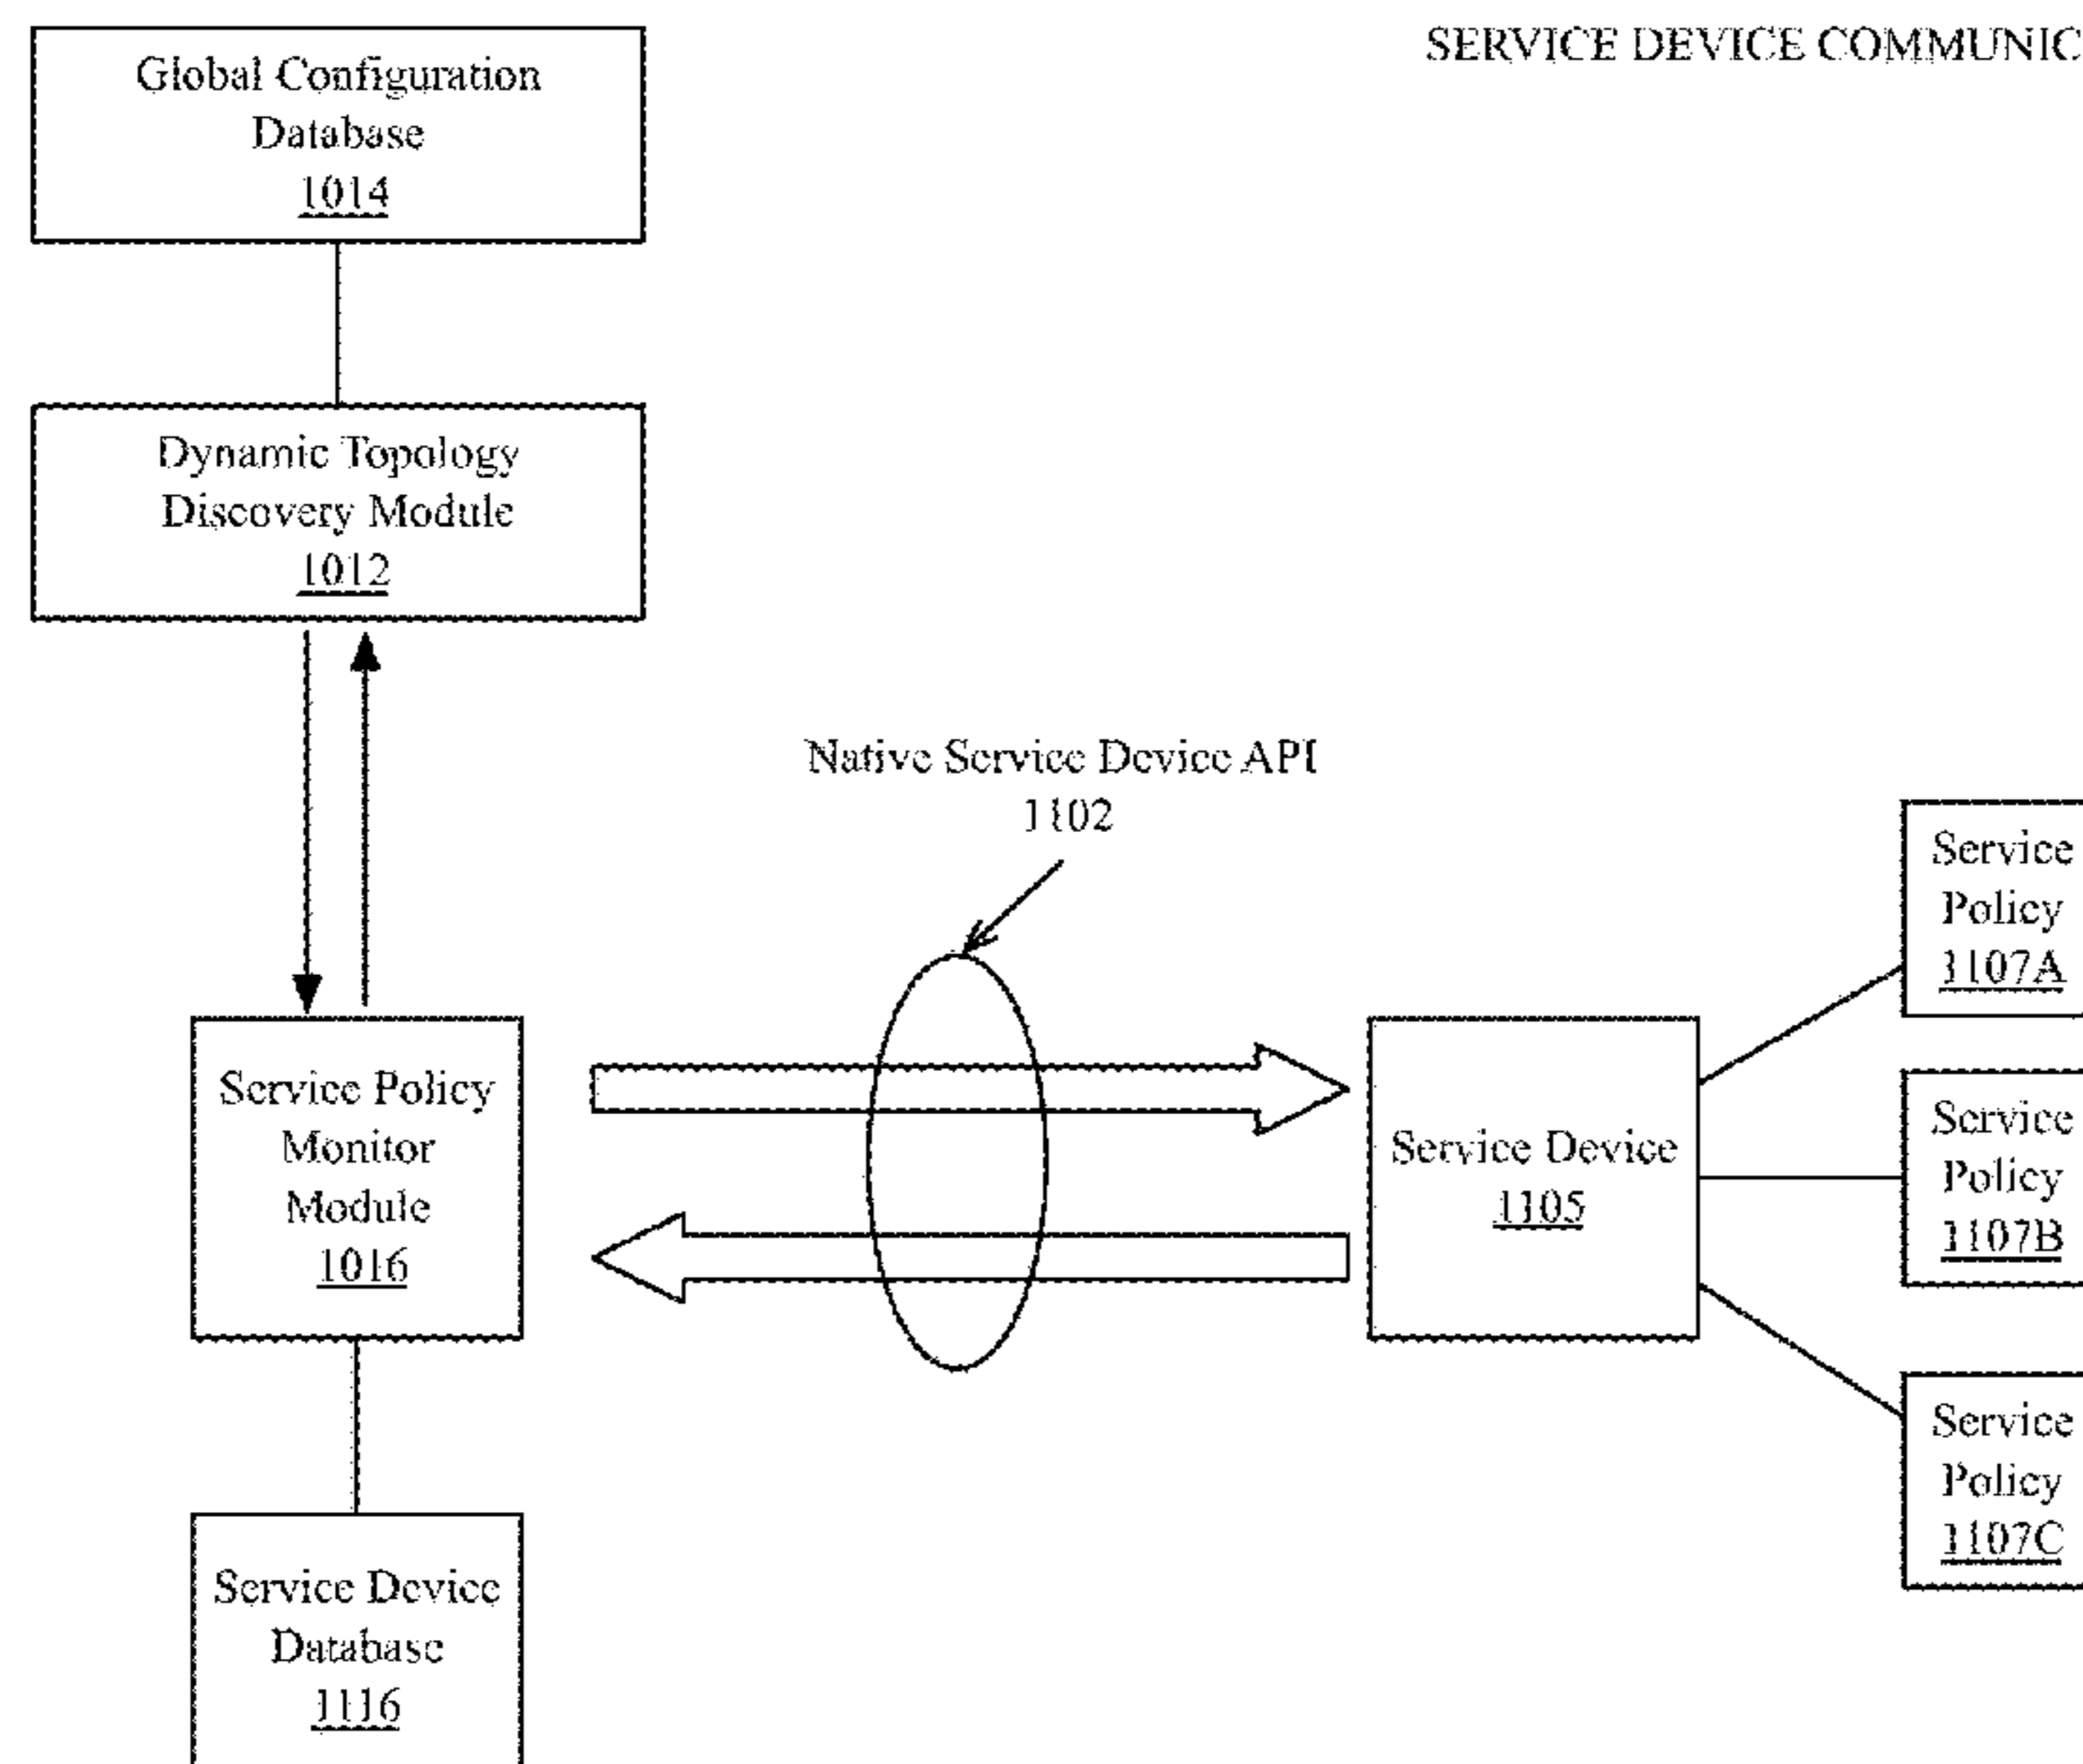 SERVICE DEVICE COMMUNIC
Global Configuration
Database
1014
Dynamic Topology
Discovery Module
1012
Native Service Device API
1102
Service Policy
Monitor
Module
1016
Service Device
1105
Service
Policy
1107A
Service
Policy
1107B
Service
Policy
1107C
Service Device
Database
1116